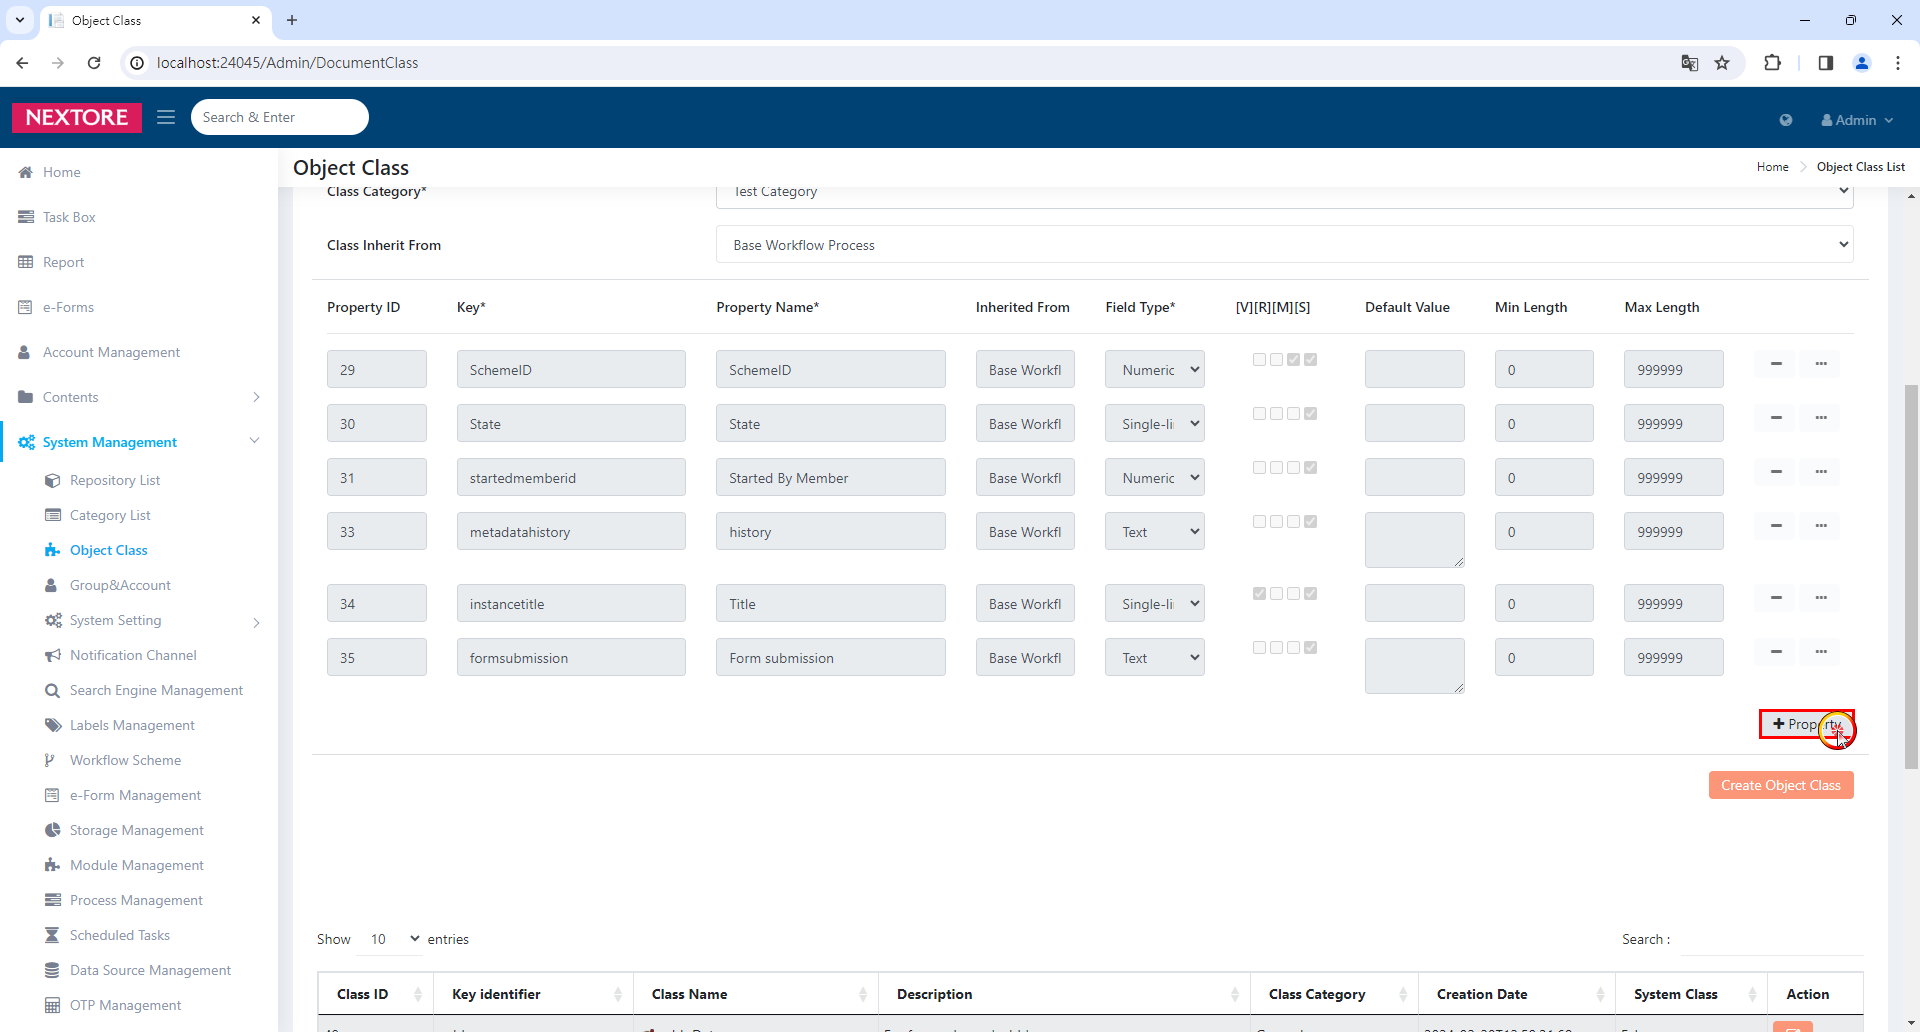 Object Class
localhost:24045/Admin/DocumentClass
NEXTORE
Search & Enter
Admin
Home
Task Box
Report
e-Forms
Account Management
Contents
System Management
Repository List
Category List
Object Class
Group&Account
System Setting
Notification Channel
Search Engine Management
Labels Management
Workflow Scheme
e-Form Management
Storage Management
Module Management
Process Management
Scheduled Tasks
Data Source Management
OTP Management
Object Class
Home Object Class List
Class Category* Test Category
Class Inherit From Base Workflow Process
Property ID Key* Property Name* Inherited From Field Type* [V][R][M][S] Default Value Min Length Max Length
29 SchemeID SchemeID Base Workfl Numeric 0 999999
30 State State Base Workfl Single-li 0 999999
31 startedmemberid Started By Member Base Workfl Numeric 0 999999
33 metadatahistory history Base Workfl Text 0 999999
34 instancetitle Title Base Workfl Single-li 0 999999
35 formsubmission Form submission Base Workfl Text 0 999999
+ Property
Create Object Class
Show 10 entries Search :
Class ID Key identifier Class Name Description Class Category Creation Date System Class Action